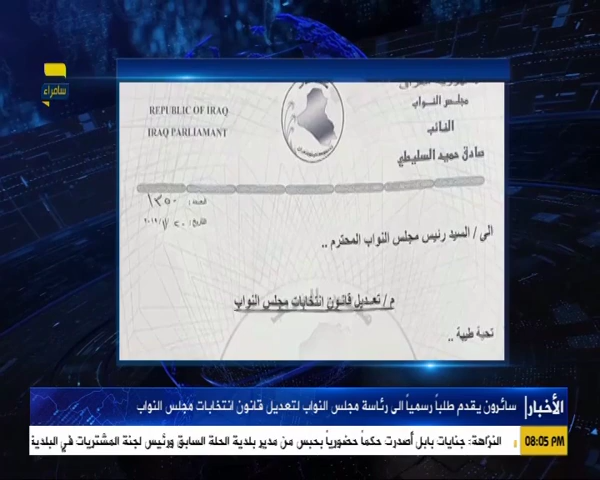 سامراء
REPUBLIC OF IRAQ
IRAQ PARLIAMANT
مجلس النواب
النائب
صادق حميد السليطي
العدد : ١٣٥٠
الى / السيد رئيس مجلس النواب المحترم ..
م / تعديل قانون انتخابات مجلس النواب
تحية طيبة ..
الأخبار
سائرون يقدم طلباً رسمياً الى رئاسة مجلس النواب لتعديل قانون انتخابات مجلس النواب
08:05 PM
النزاهة: جنايات بابل أصدرت حكماً حضورياً بحبس من مدير بلدية الحلة السابق ورئيس لجنة المشتريات في البلدية